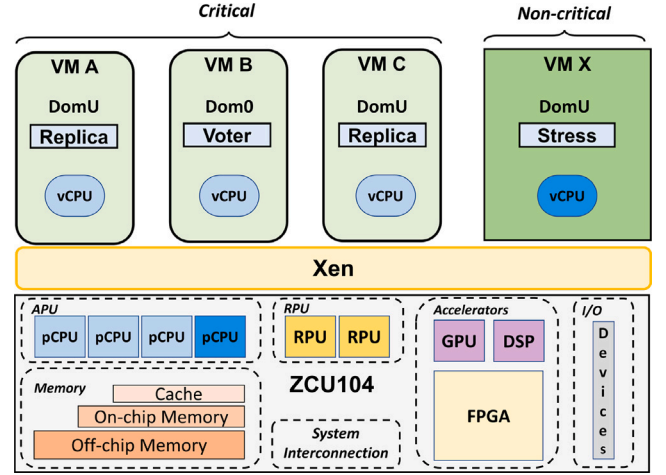 Critical
Non-critical
VM A
VM B
VM C
VM X
DomU
Dom0
DomU
DomU
Replica
Voter
Replica
Stress
vCPU
vCPU
vCPU
vCPU
Xen
APU
RPU
Accelerators
I/O
pCPU
pCPU
pCPU
pCPU
RPU
RPU
GPU
DSP
Devices
Memory
Cache
On-chip Memory
Off-chip Memory
ZCU104
System
Interconnection
FPGA